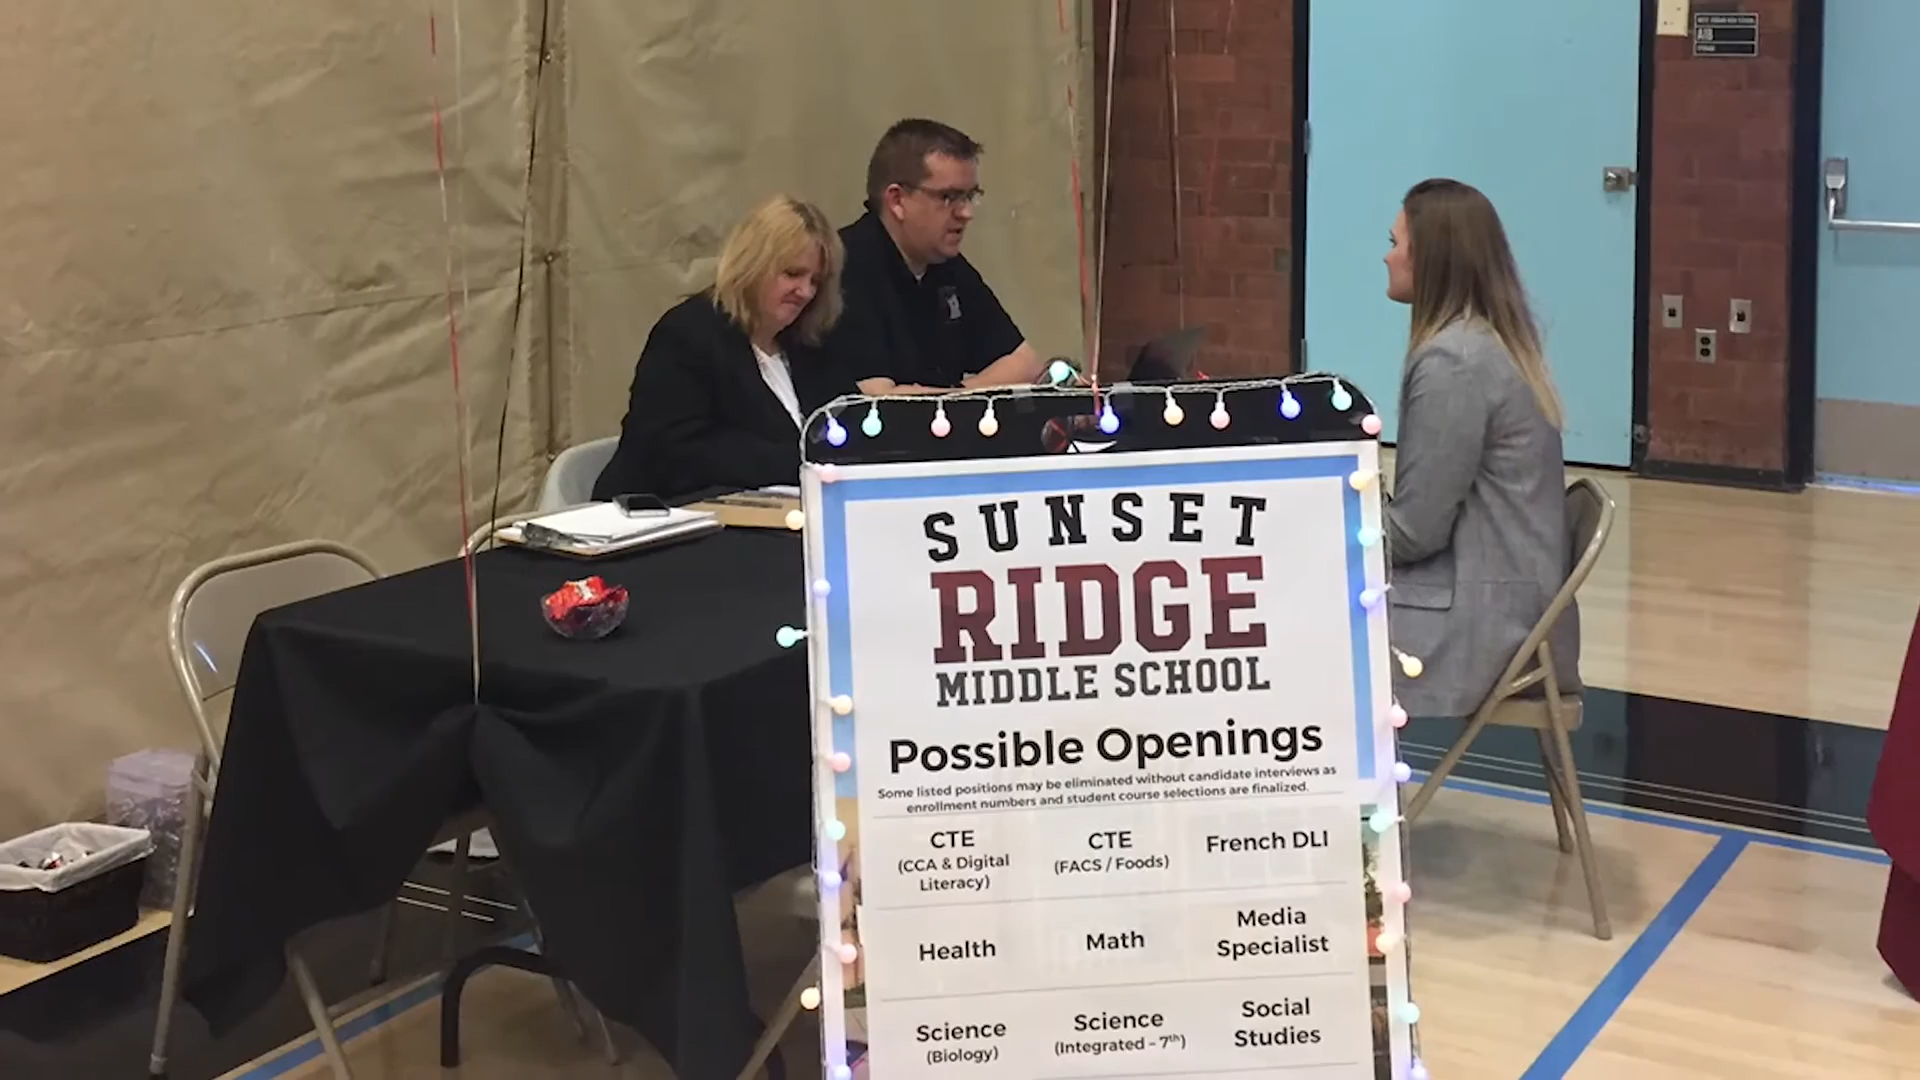 A18
SUNSET
RIDGE
MIDDLE SCHOOL
Possible Openings
Some listed positions may be eliminated without candidate interviews as
enrollment numbers and student course selections are finalized.
CTE
(CCA & Digital
Literacy)
CTE
(FACS / Foods)
French DLI
Health
Math
Media
Specialist
Science
(Biology)
Science
(Integrated - 7th)
Social
Studies